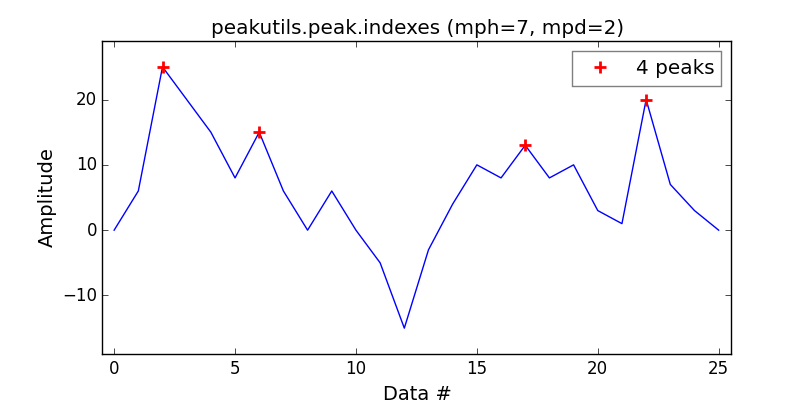 peakutils.peak.indexes (mph=7, mpd=2)
4 peaks
Amplitude
20
10
0
−10
0 5 10 15 20 25
Data #